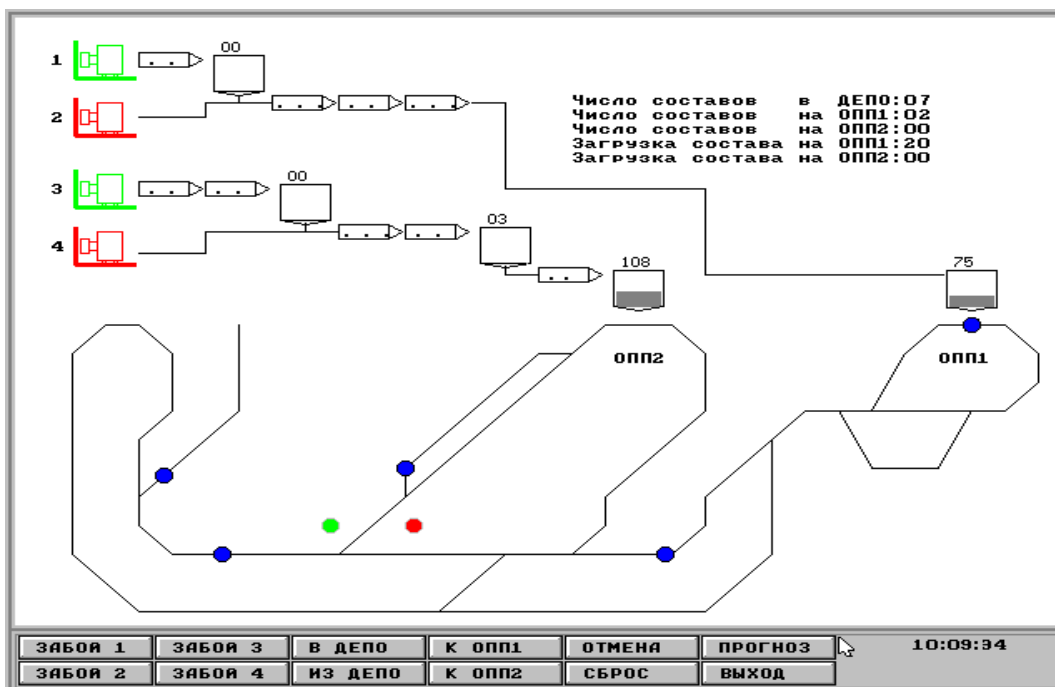 00
1
2
Число составов в ДЕПО:07
Число составов на ОПП1:02
Число составов на ОПП2:00
Загрузка состава на ОПП1:20
Загрузка состава на ОПП2:00
00
3
03
4
108
75
ОПП2
ОПП1
ЗАБОЙ 1 ЗАБОЙ 3 В ДЕПО К ОПП1 ОТМЕНА ПРОГНОЗ 10:09:34
ЗАБОЙ 2 ЗАБОЙ 4 ИЗ ДЕПО К ОПП2 СБРОС ВЫХОД